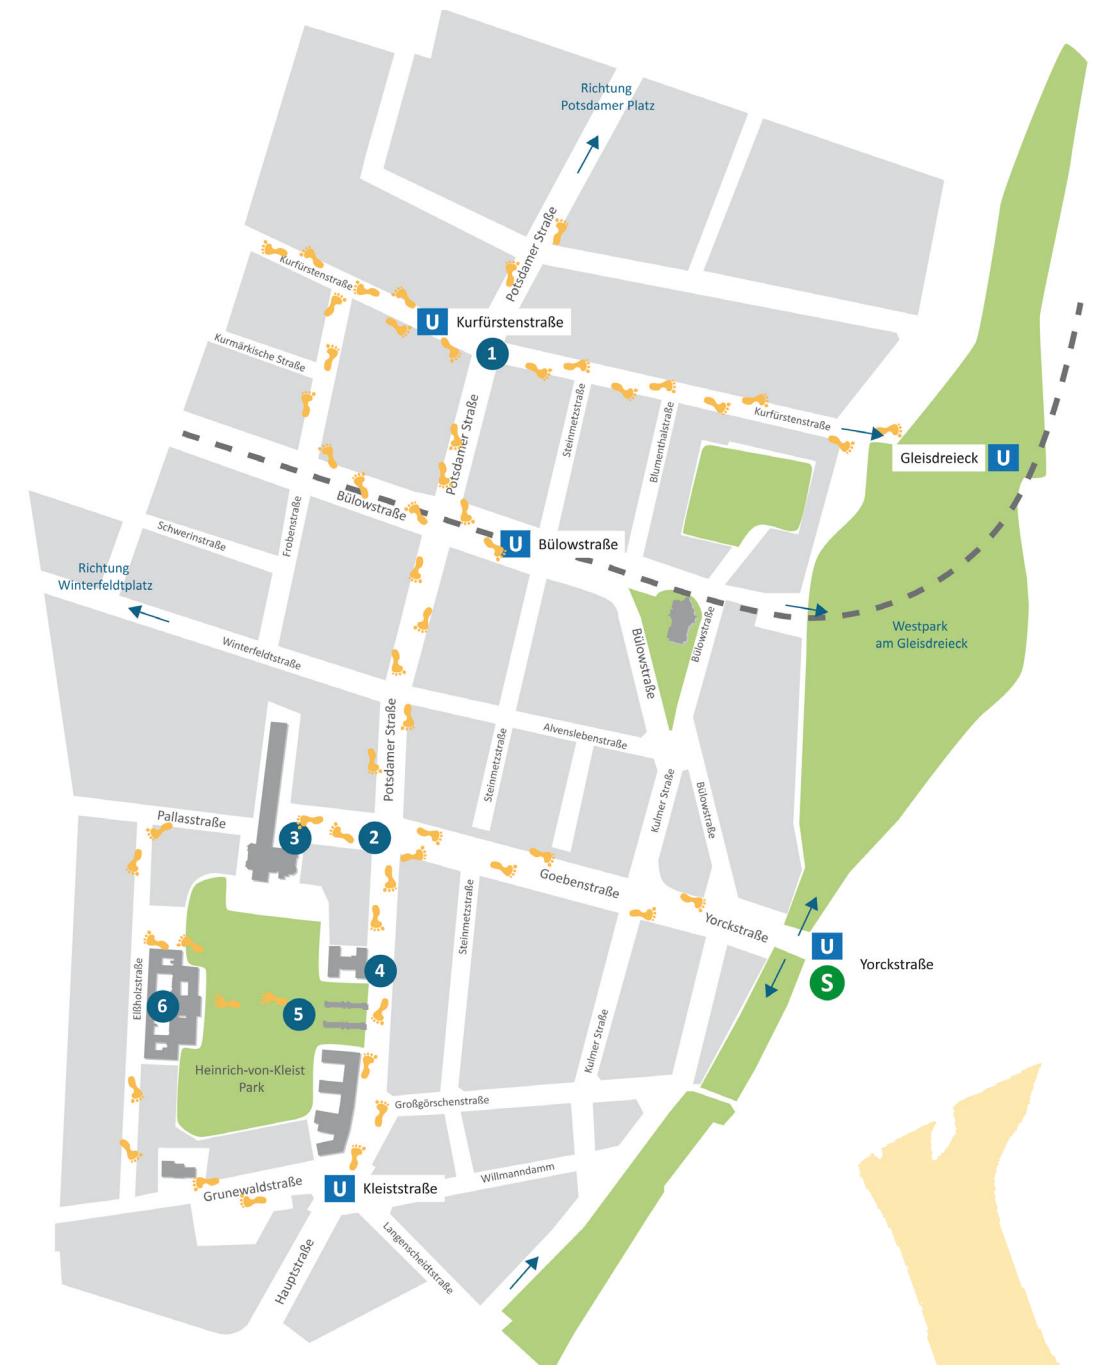 Richtung
Potsdamer Platz
Potsdamer Straße
Kurfürstenstraße
U
Kurfürstenstraße
1
Kurmärkische Straße
Potsdamer Straße
Steinmetzstraße
Blumenthalstraße
Kurfürstenstraße
Gleisdreieck
U
Bülowstraße
Frobenstraße
Schwerinstraße
U
Bülowstraße
Richtung
Winterfeldtplatz
Westpark
am Gleisdreieck
Bülowstraße
Bülowstraße
Winterfeldtstraße
Potsdamer Straße
Alvenslebenstraße
Steinmetzstraße
Kulmer Straße
Bülowstraße
Pallasstraße
3
2
Goebenstraße
Steinmetzstraße
Yorckstraße
U
S
Yorckstraße
4
Elßholzstraße
6
5
Heinrich-von-Kleist
Park
Kulmer Straße
Großgörschenstraße
Willmanndamm
Grunewaldstraße
U
Kleiststraße
Langenscheidtstraße
Hauptstraße